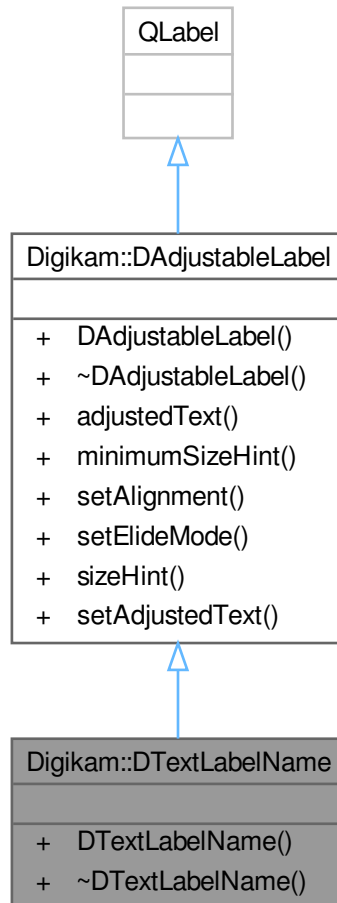 QLabel
Digikam::DAdjustableLabel
+ DAdjustableLabel()
+ ~DAdjustableLabel()
+ adjustedText()
+ minimumSizeHint()
+ setAlignment()
+ setElideMode()
+ sizeHint()
+ setAdjustedText()
Digikam::DTextLabelName
+ DTextLabelName()
+ ~DTextLabelName()